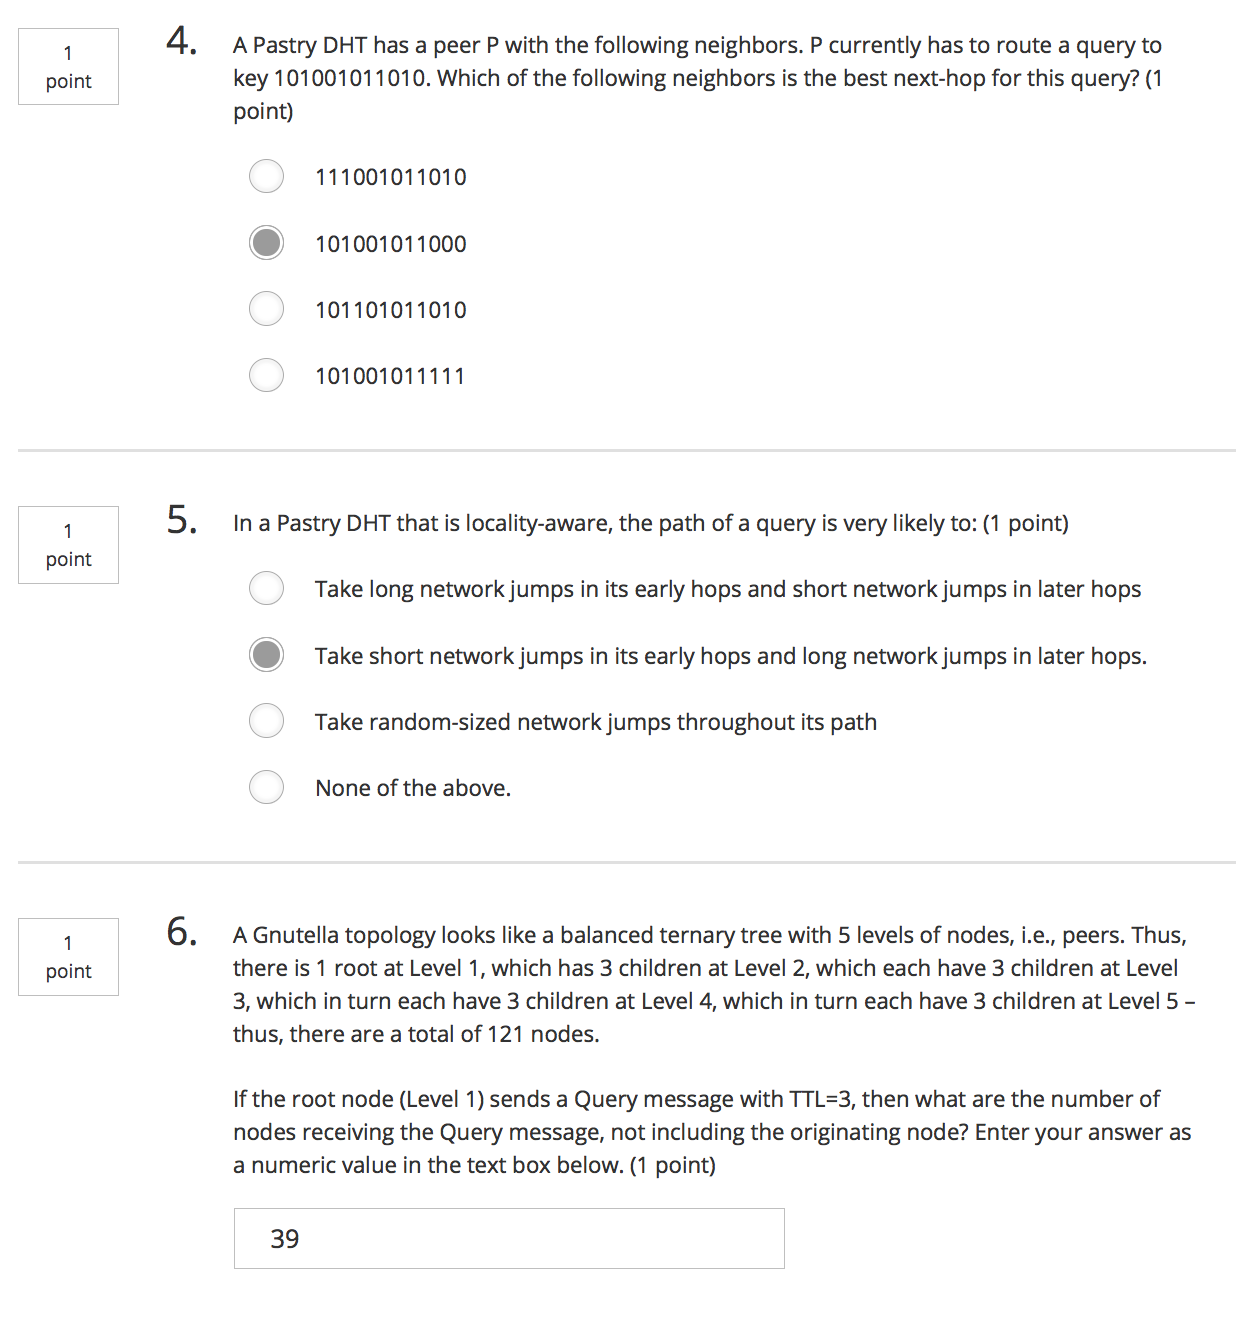 1
point
4.
A Pastry DHT has a peer P with the following neighbors. P currently has to route a query to
key 101001011010. Which of the following neighbors is the best next-hop for this query? (1
point)
111001011010
101001011000
101101011010
101001011111
1
point
5.
In a Pastry DHT that is locality-aware, the path of a query is very likely to: (1 point)
Take long network jumps in its early hops and short network jumps in later hops
Take short network jumps in its early hops and long network jumps in later hops.
Take random-sized network jumps throughout its path
None of the above.
1
point
6.
A Gnutella topology looks like a balanced ternary tree with 5 levels of nodes, i.e., peers. Thus,
there is 1 root at Level 1, which has 3 children at Level 2, which each have 3 children at Level
3, which in turn each have 3 children at Level 4, which in turn each have 3 children at Level 5 –
thus, there are a total of 121 nodes.
If the root node (Level 1) sends a Query message with TTL=3, then what are the number of
nodes receiving the Query message, not including the originating node? Enter your answer as
a numeric value in the text box below. (1 point)
39